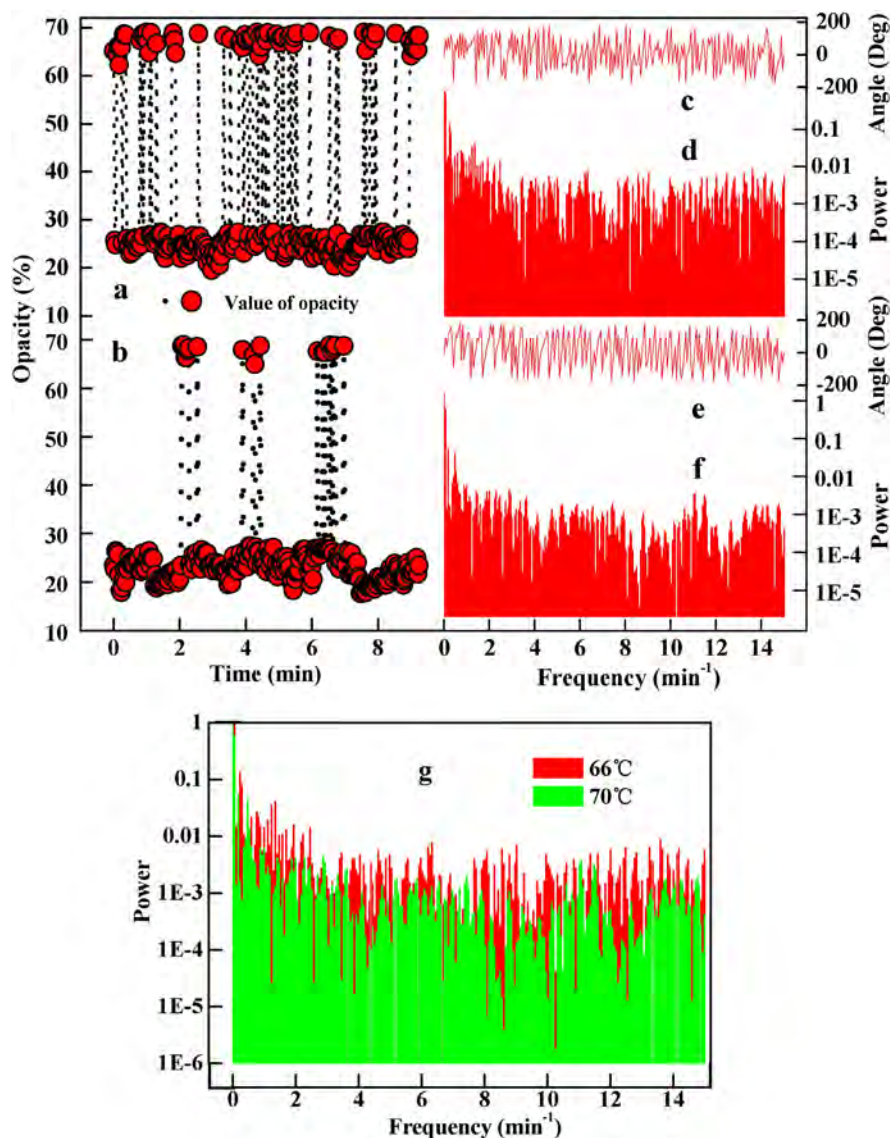 70
60
50
40
30
20
10
a
Value of opacity
Opacity (%)
b
70
60
50
40
30
20
10
0 2 4 6 8
Time (min)
c
200
0
-200
Angle (Deg)
d
0.1
0.01
1E-3
1E-4
1E-5
Power
e
200
0
-200
Angle (Deg)
f
1
0.1
0.01
1E-3
1E-4
1E-5
Power
0 2 4 6 8 10 12 14
Frequency (min-1)
g
66℃
70℃
1
0.1
0.01
1E-3
1E-4
1E-5
1E-6
Power
0 2 4 6 8 10 12 14
Frequency (min-1)